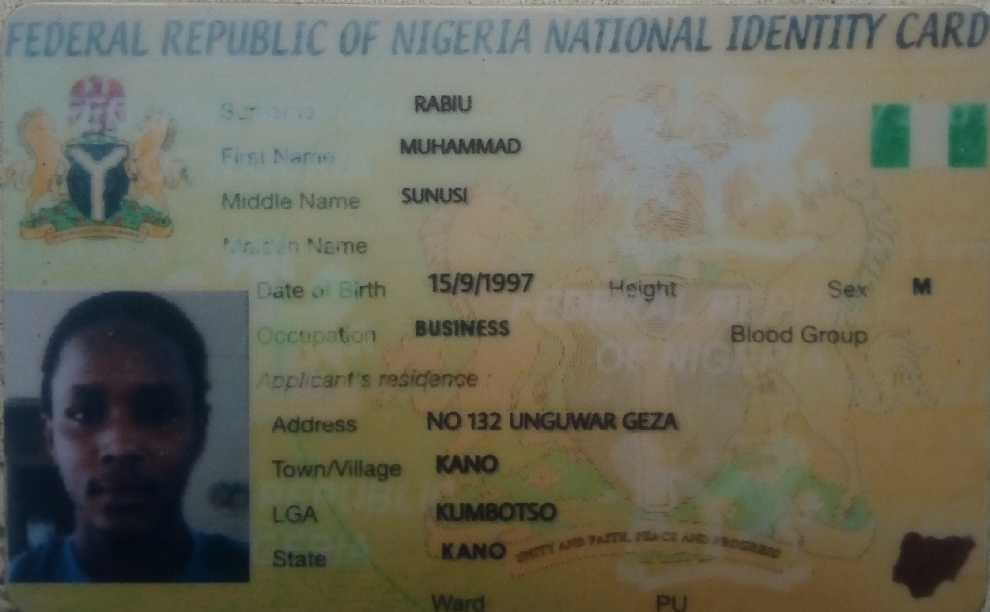 FEDERAL REPUBLIC OF NIGERIA NATIONAL IDENTITY CARD
Surname RABIU
First Name MUHAMMAD
Middle Name SUNUSI
Maiden Name
Date of Birth 15/9/1997 Height Sex M
Occupation BUSINESS Blood Group
Applicant's residence :
Address NO 132 UNGUWAR GEZA
Town/Village KANO
LGA KUMBOTSO
State KANO
UNITY AND FAITH, PEACE AND PROGRESS
Ward PU